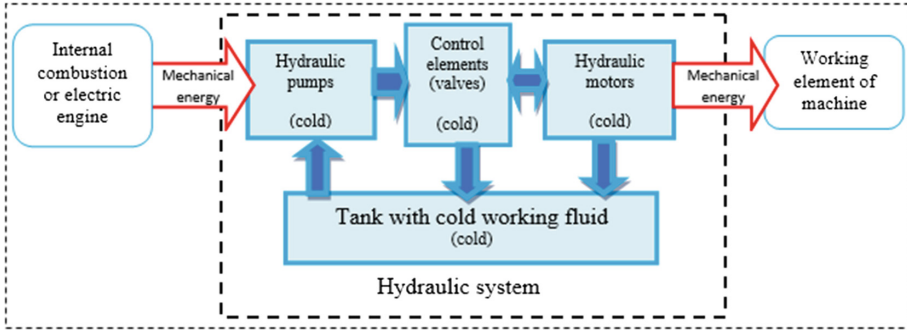 Internal
combustion
or electric
engine
Mechanical
energy
Hydraulic
pumps
(cold)
Control
elements
(valves)
(cold)
Hydraulic
motors
(cold)
Mechanical
energy
Working
element of
machine
Tank with cold working fluid
(cold)
Hydraulic system